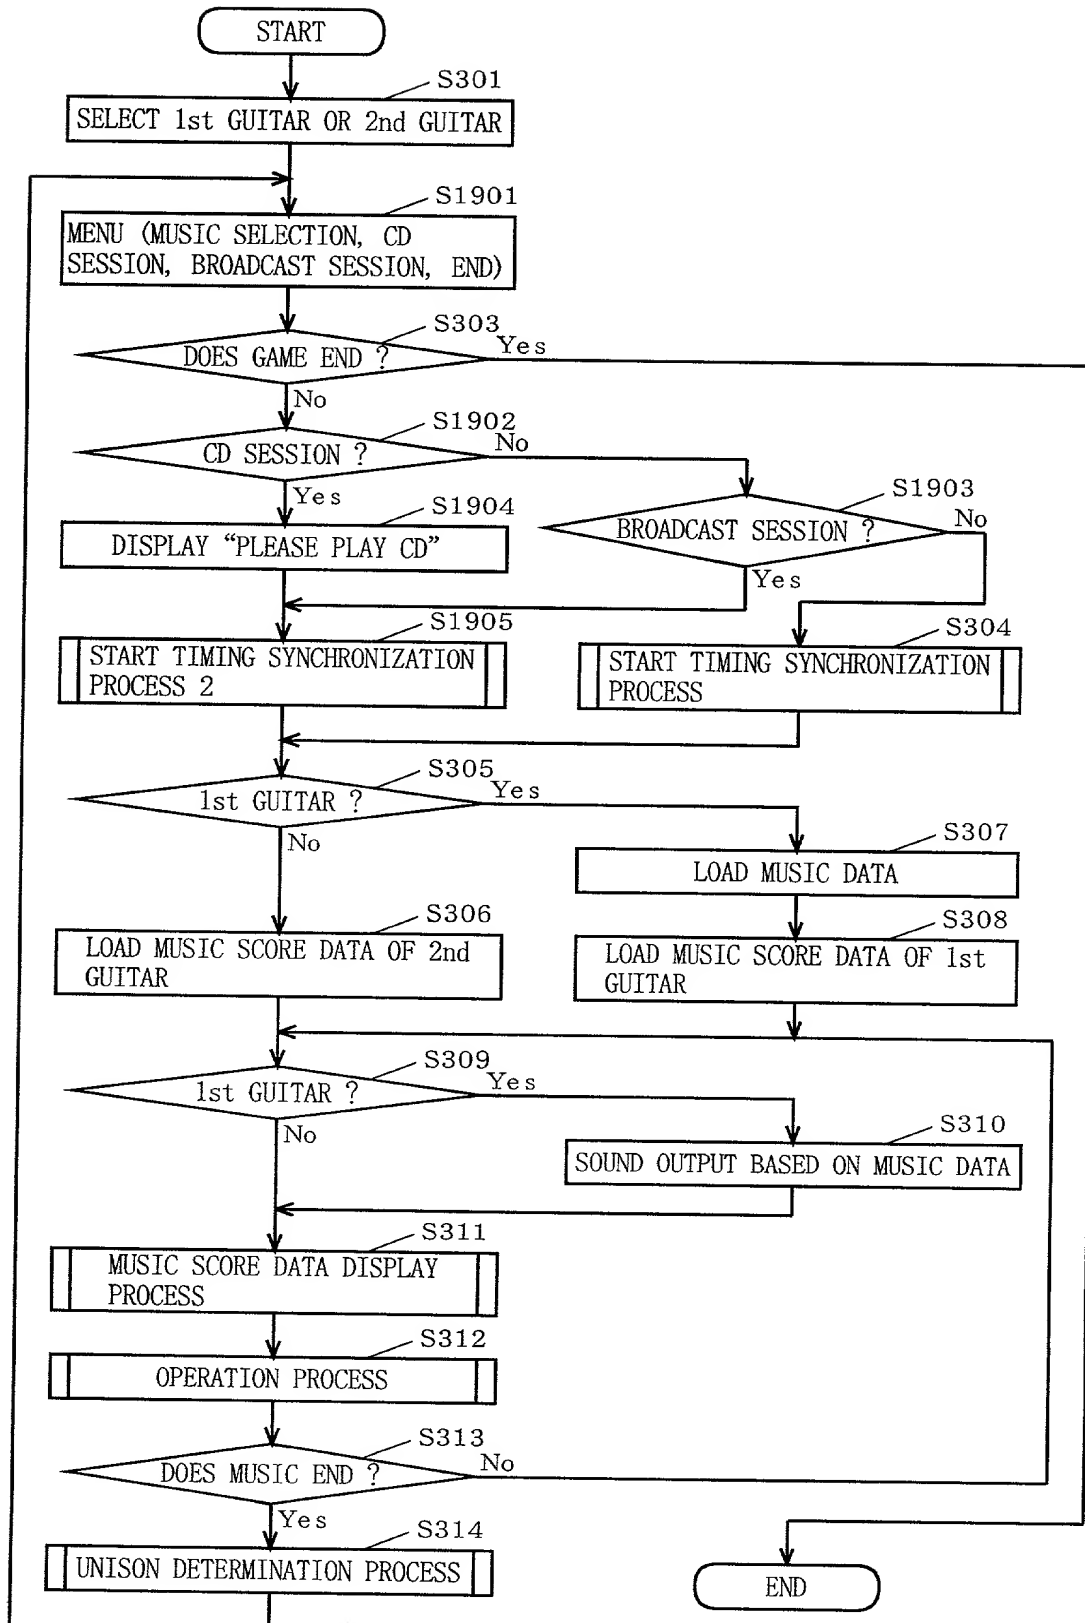 START
S301
SELECT 1st GUITAR OR 2nd GUITAR
S1901
MENU (MUSIC SELECTION, CD
SESSION, BROADCAST SESSION, END)
S303
DOES GAME END ?
Yes
No
S1902
CD SESSION ?
No
Yes
S1903
BROADCAST SESSION ?
No
Yes
S1904
DISPLAY “PLEASE PLAY CD”
S1905
START TIMING SYNCHRONIZATION
PROCESS 2
S304
START TIMING SYNCHRONIZATION
PROCESS
S305
1st GUITAR ?
Yes
No
S307
LOAD MUSIC DATA
S306
LOAD MUSIC SCORE DATA OF 2nd
GUITAR
S308
LOAD MUSIC SCORE DATA OF 1st
GUITAR
S309
1st GUITAR ?
Yes
No
S310
SOUND OUTPUT BASED ON MUSIC DATA
S311
MUSIC SCORE DATA DISPLAY
PROCESS
S312
OPERATION PROCESS
S313
DOES MUSIC END ?
No
Yes
S314
UNISON DETERMINATION PROCESS
END